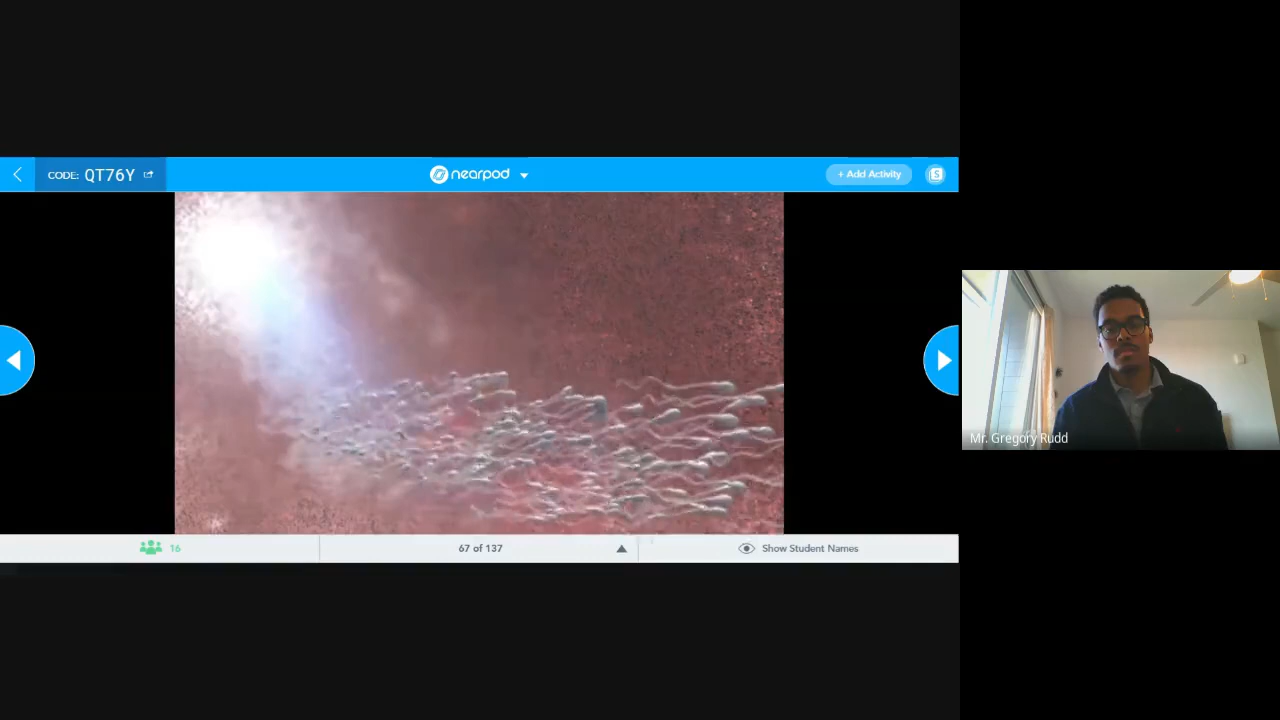 CODE: QT76Y
nearpod
+ Add Activity
S
Mr. Gregory Rudd
16
67 of 137
Show Student Names